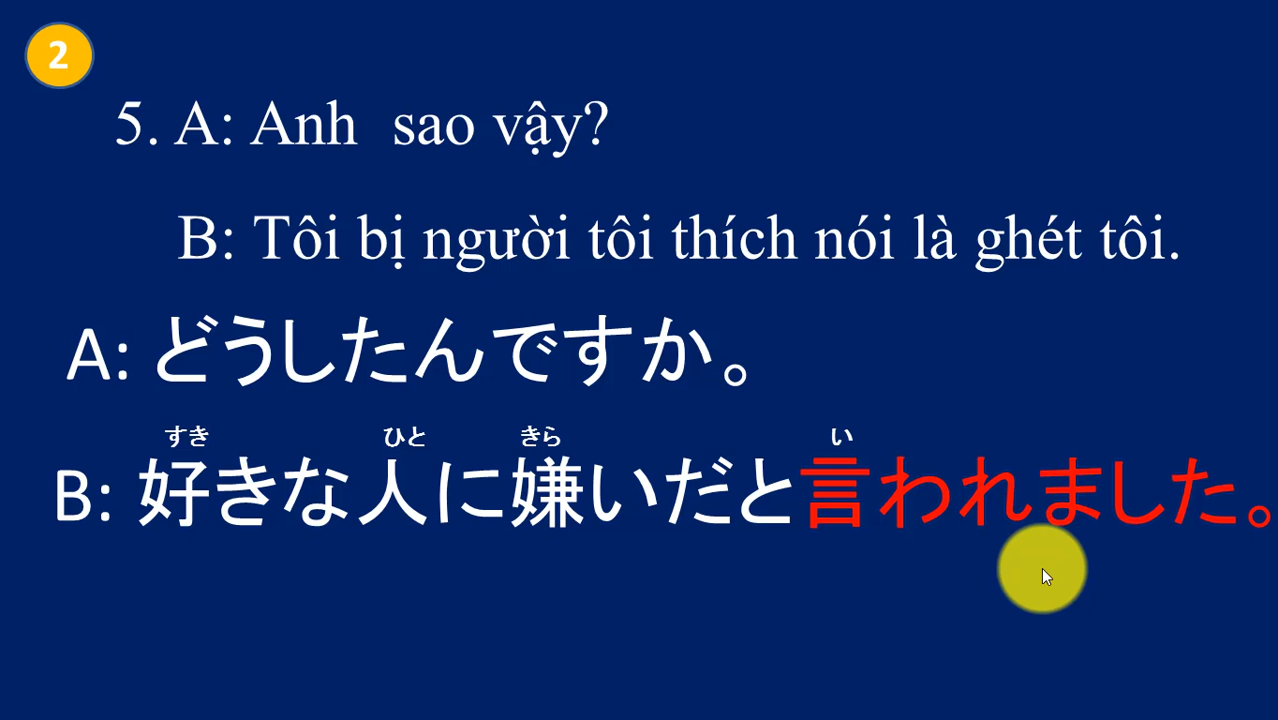 2
5. A: Anh sao vậy?
B: Tôi bị người tôi thích nói là ghét tôi.
A: どうしたんですか。
すき ひと きら い
B: 好きな人に嫌いだと言われました。